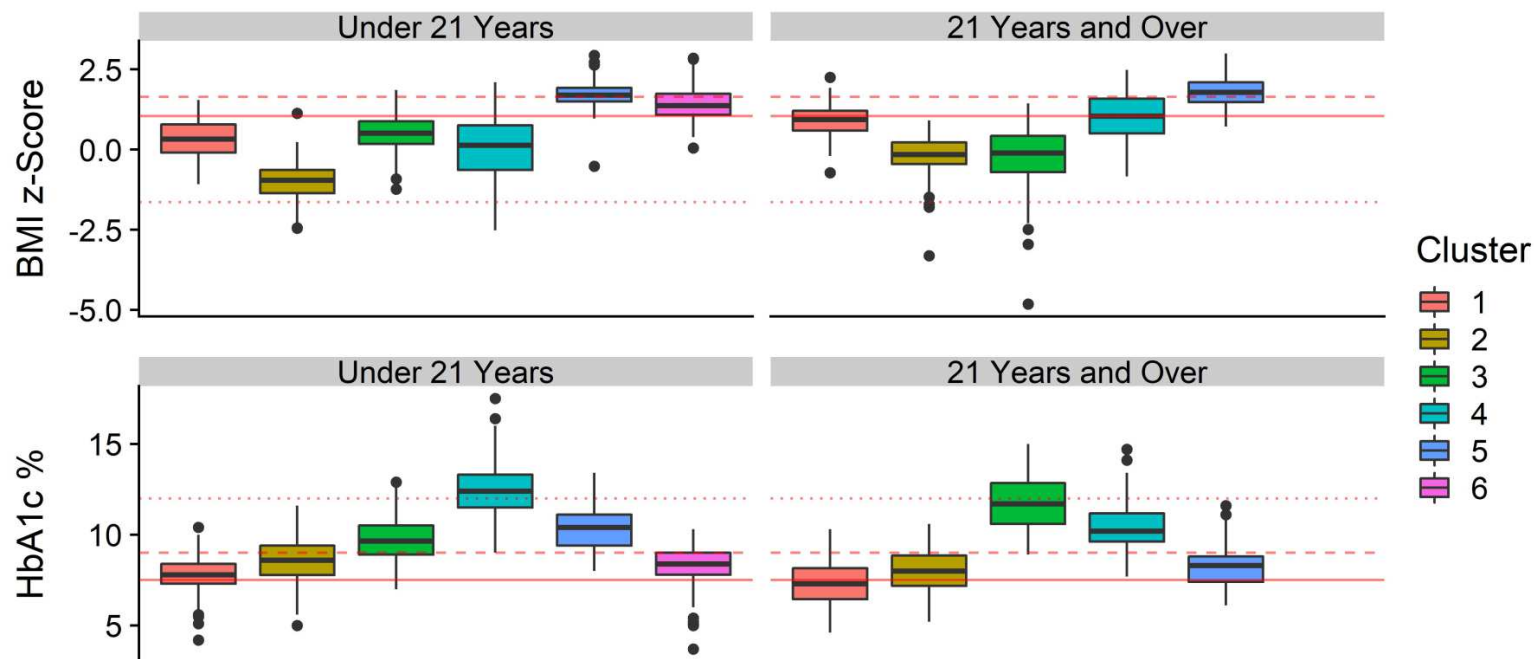 Under 21 Years
21 Years and Over
BMI z-Score
2.5
0.0
-2.5
-5.0
Under 21 Years
21 Years and Over
HbA1c %
15
10
5
Cluster
1
2
3
4
5
6